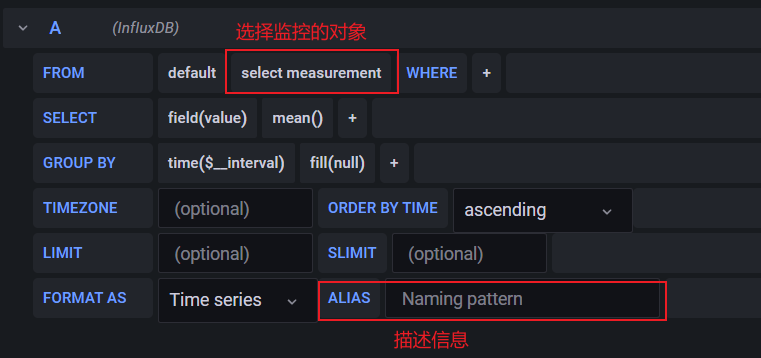 选择监控的对象
A (InfluxDB)
FROM default select measurement WHERE +
SELECT field(value) mean() +
GROUP BY time($__interval) fill(null) +
TIMEZONE (optional) ORDER BY TIME ascending
LIMIT (optional) SLIMIT (optional)
FORMAT AS Time series ALIAS Naming pattern
描述信息